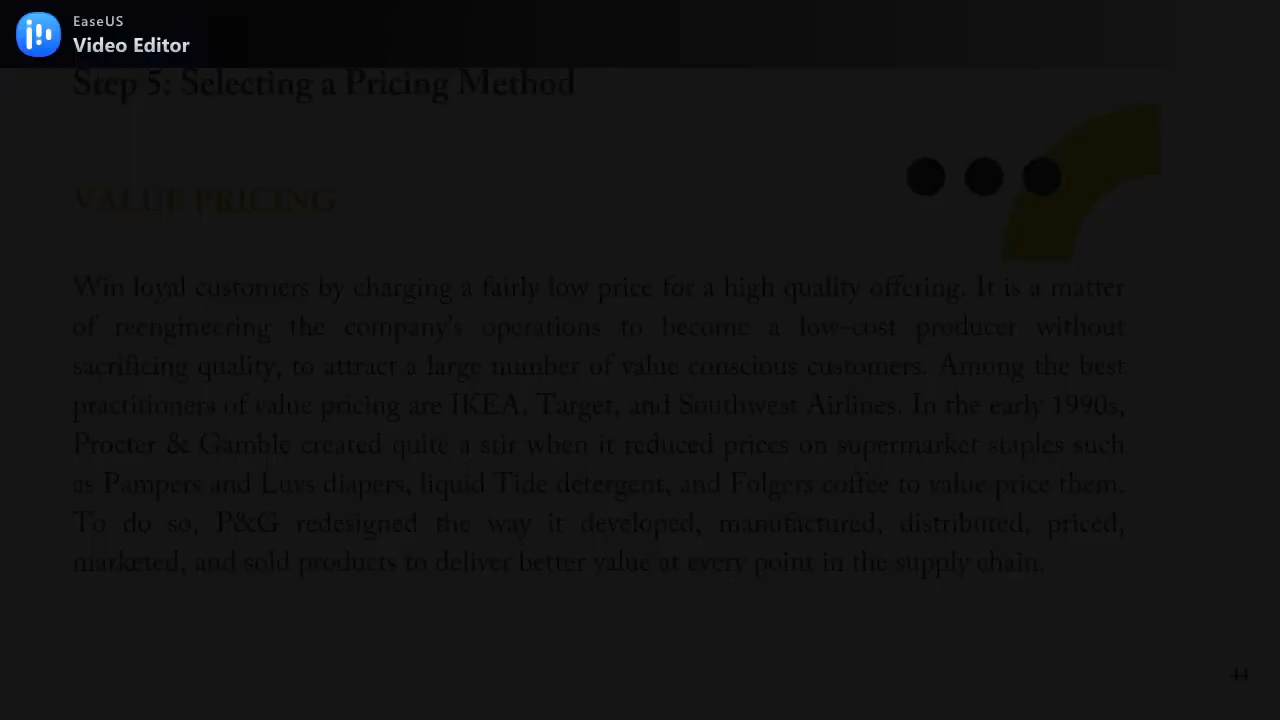 EaseUS
Video Editor
Step 5: Selecting a Pricing Method
VALUE PRICING
Win loyal customers by charging a fairly low price for a high quality offering. It is a matter
of reengineering the company's operations to become a low-cost producer without
sacrificing quality, to attract a large number of value conscious customers. Among the best
practitioners of value pricing are IKEA, Target, and Southwest Airlines. In the early 1990s,
Procter & Gamble created quite a stir when it reduced prices on supermarket staples such
as Pampers and Luvs diapers, liquid Tide detergent, and Folgers coffee to value price them.
To do so, P&G redesigned the way it developed, manufactured, distributed, priced,
marketed, and sold products to deliver better value at every point in the supply chain.
44